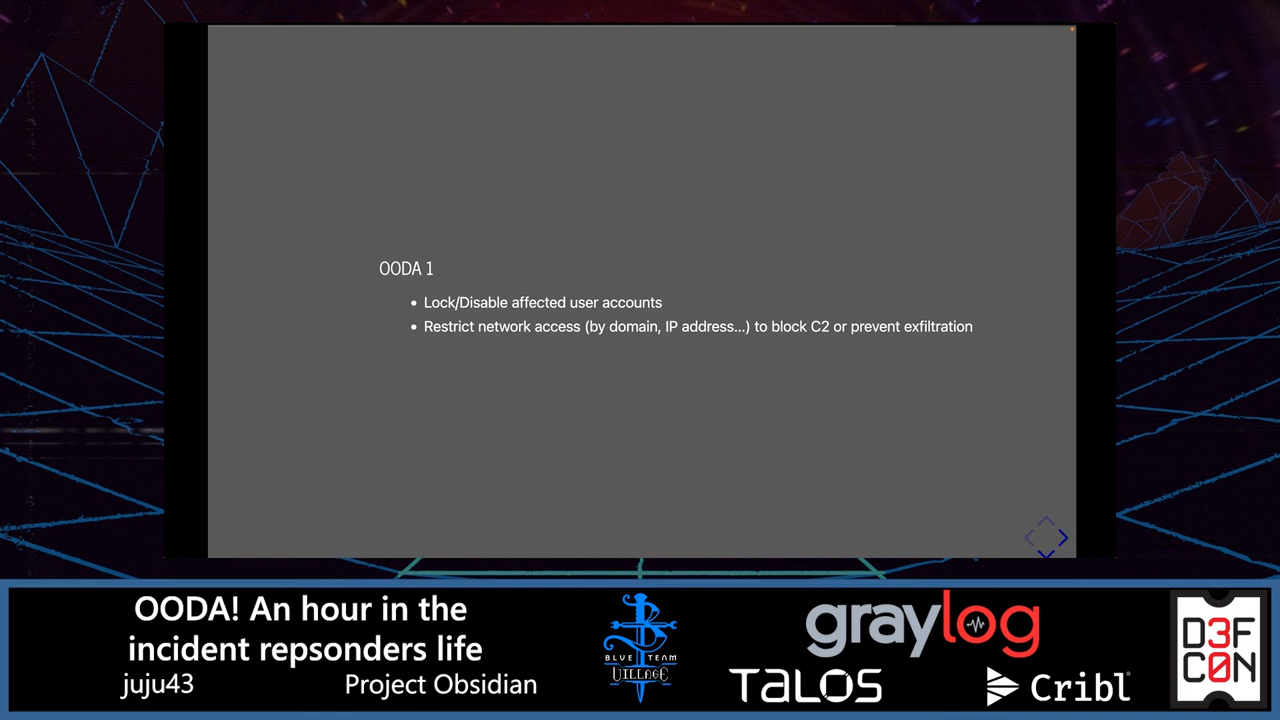 OODA 1
• Lock/Disable affected user accounts
• Restrict network access (by domain, IP address...) to block C2 or prevent exfiltration
OODA! An hour in the
incident repsonders life
juju43
Project Obsidian
BLUE TEAM
VILLAGE
graylog
TALOS
Cribl
D3F
C0N